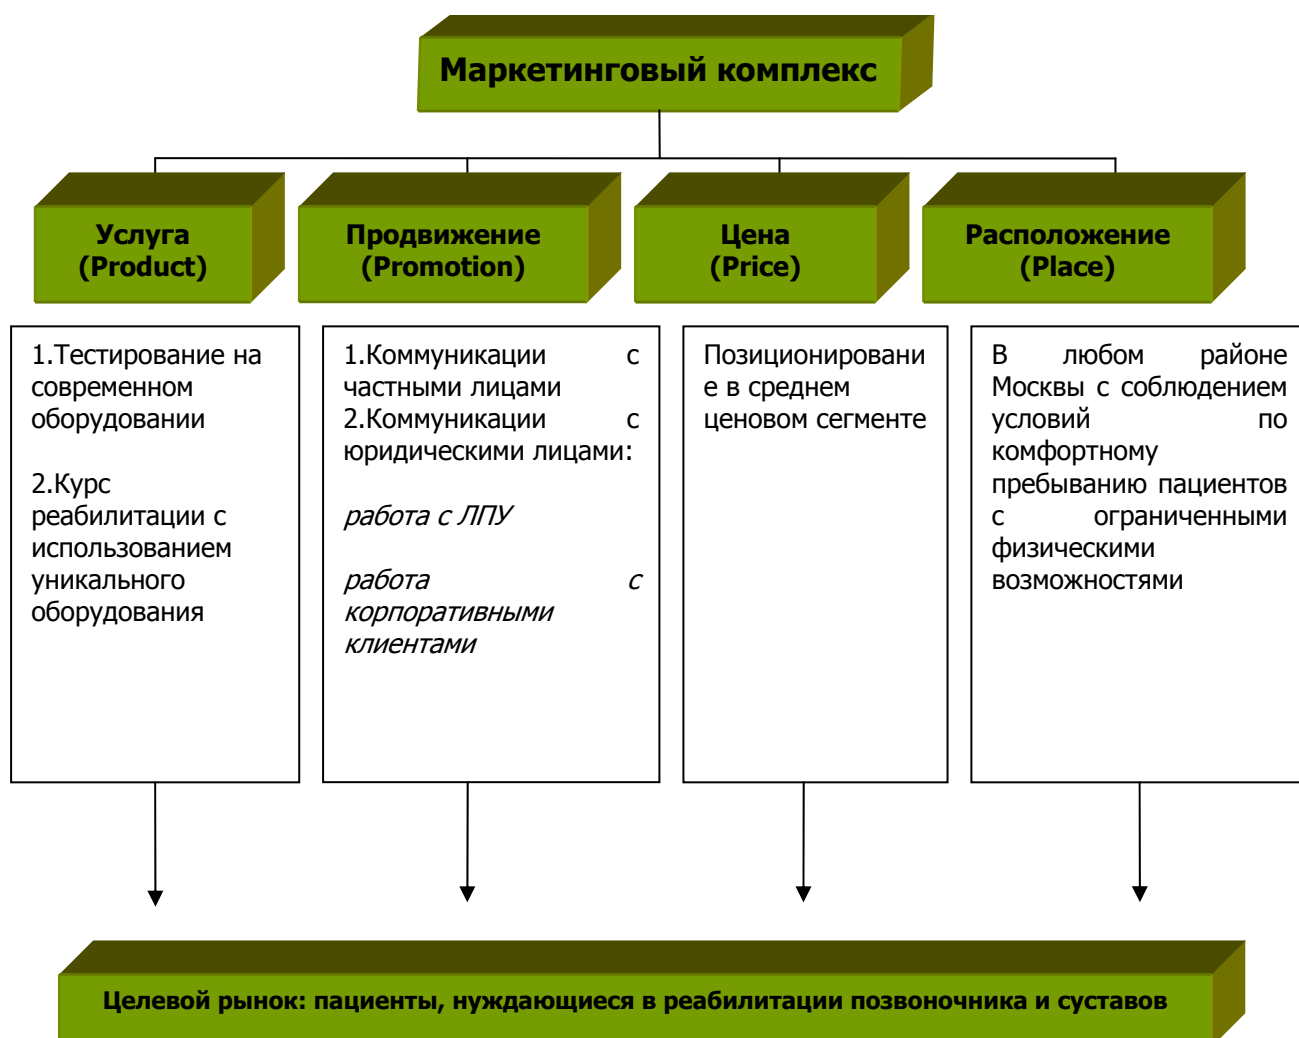 Маркетинговый комплекс
Услуга
(Product)
Продвижение
(Promotion)
Цена
(Price)
Расположение
(Place)
1.Тестирование на
современном
оборудовании
2.Курс
реабилитации с
использованием
уникального
оборудования
1.Коммуникации с
частными лицами
2.Коммуникации с
юридическими лицами:
работа с ЛПУ
работа с
корпоративными
клиентами
Позиционировани
е в среднем
ценовом сегменте
В любом районе
Москвы с соблюдением
условий по
комфортному
пребыванию пациентов
с ограниченными
физическими
возможностями
Целевой рынок: пациенты, нуждающиеся в реабилитации позвоночника и суставов